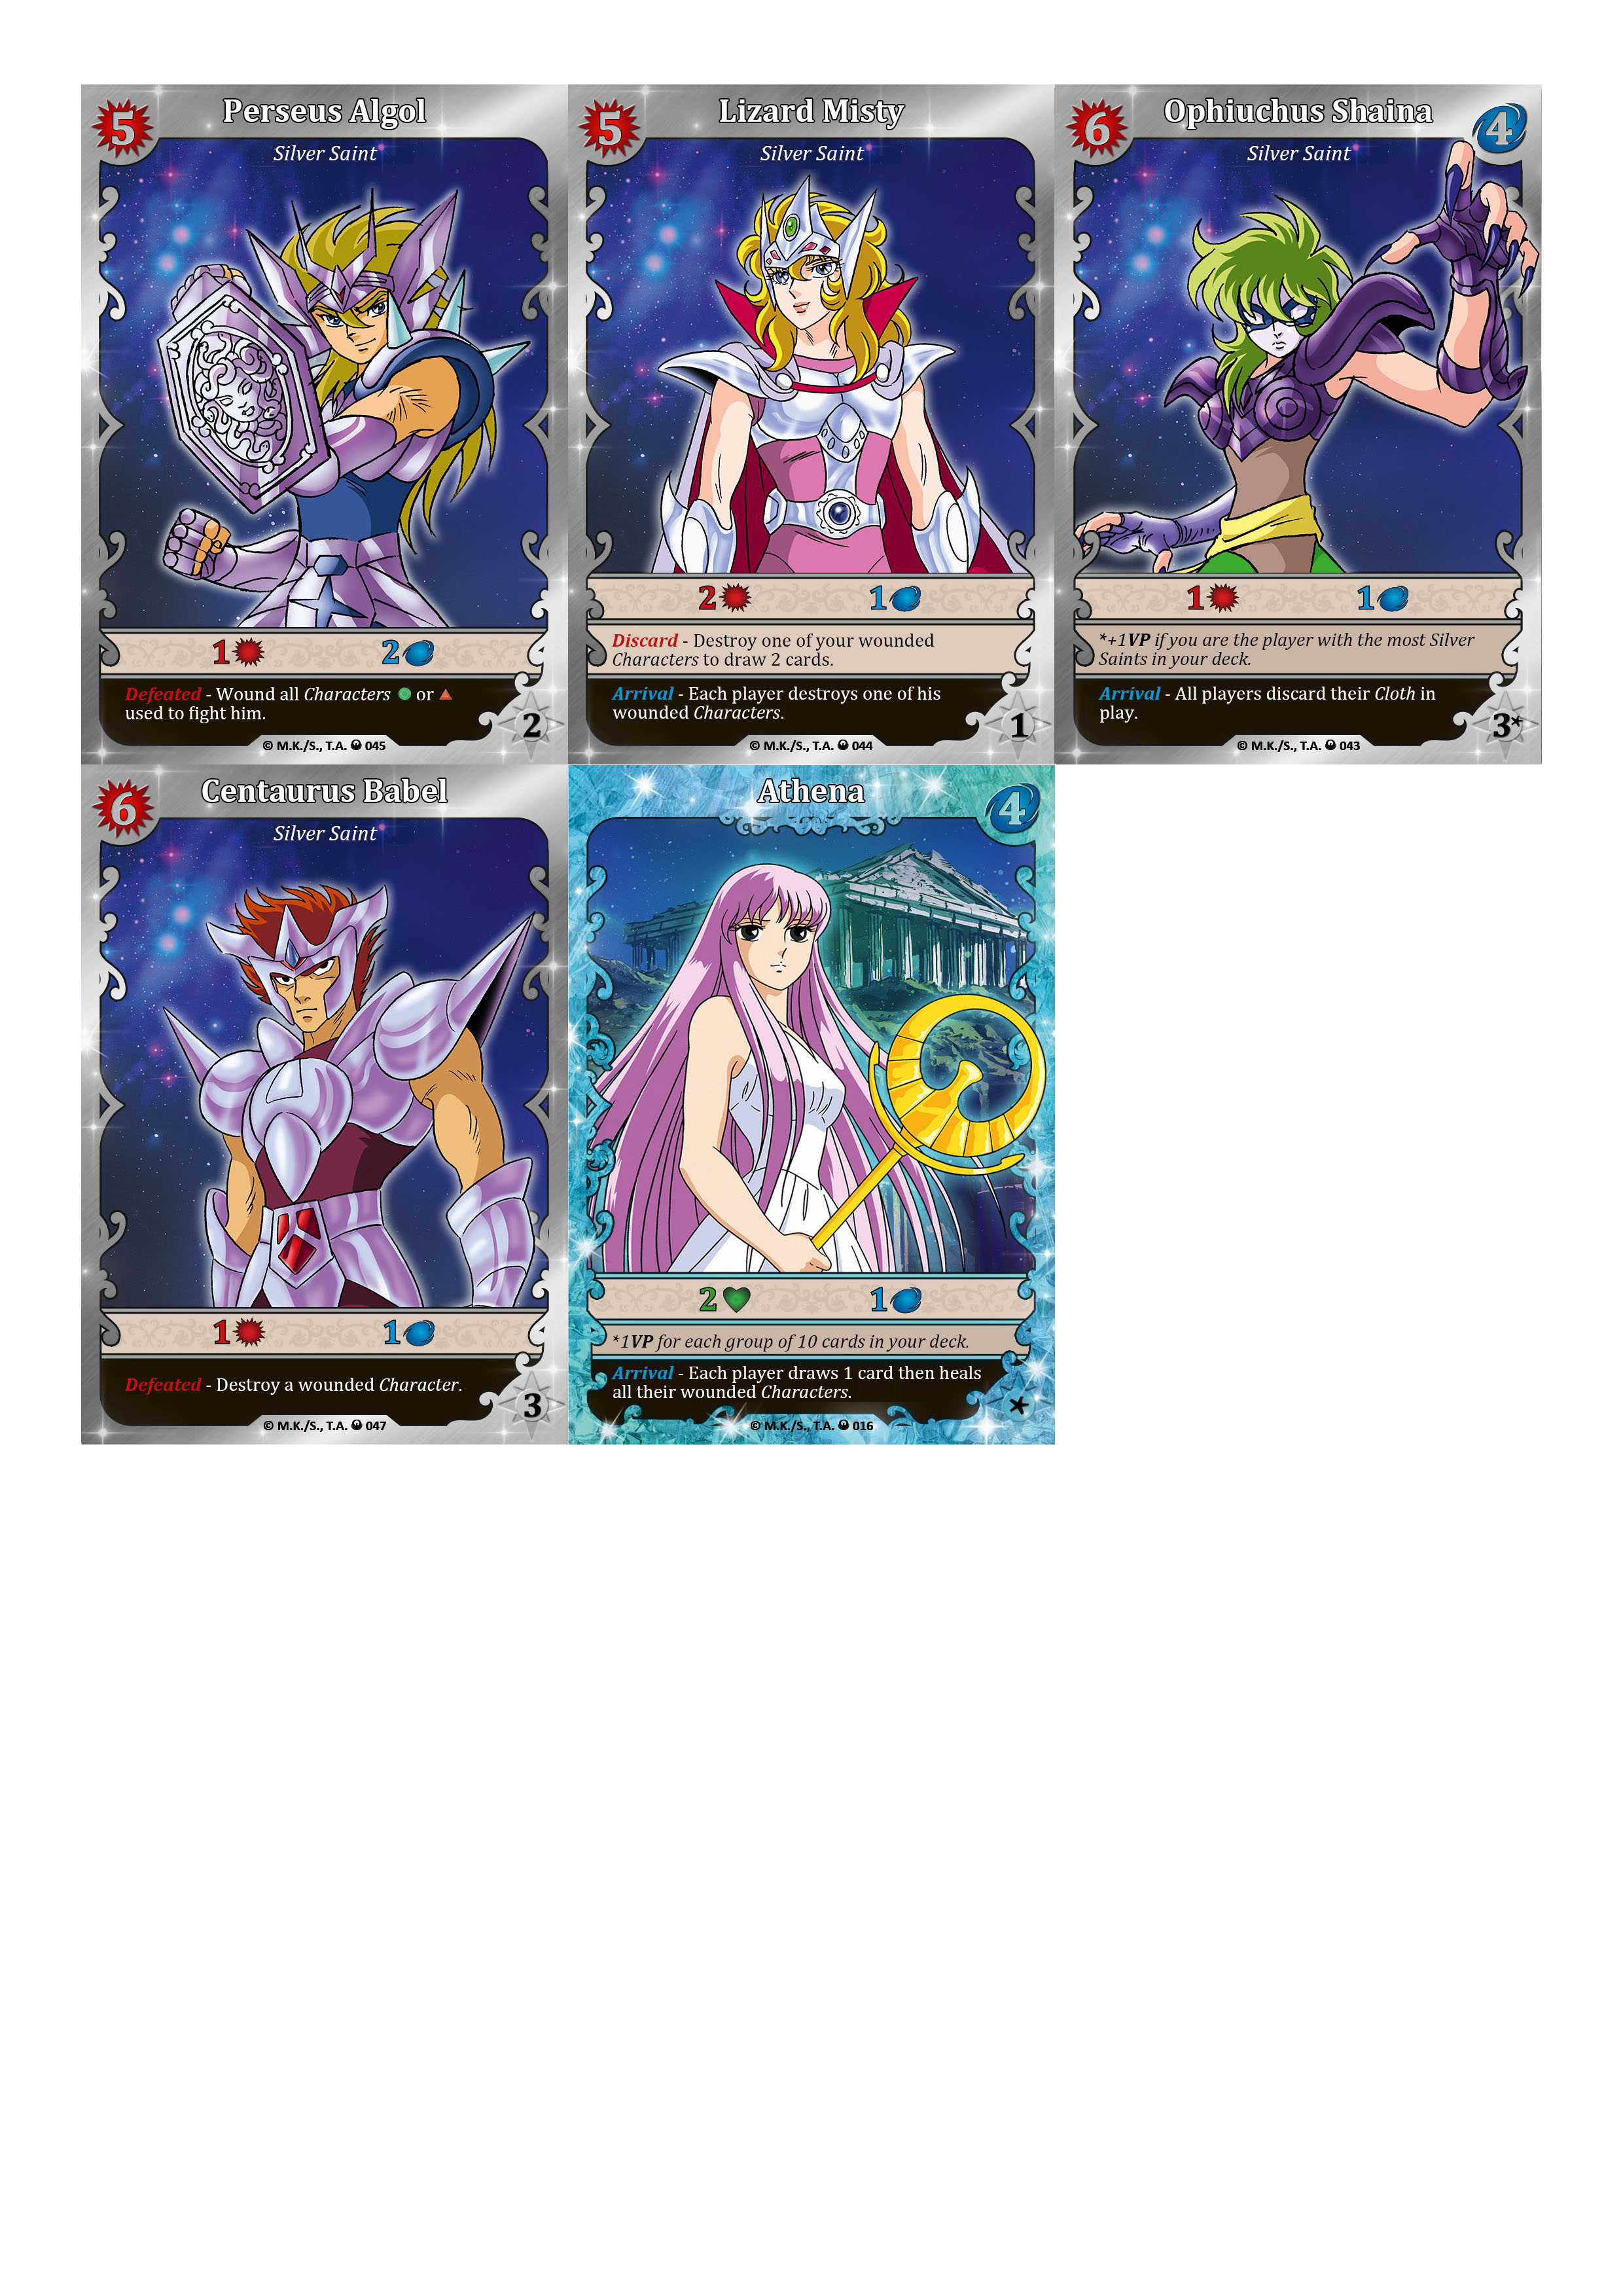 Perseus Algol
5
Silver Saint
1 2
Defeated - Wound all Characters or
used to fight him.
2
© M.K./S., T.A. 045
Lizard Misty
5
Silver Saint
2 1
Discard - Destroy one of your wounded
Characters to draw 2 cards.
Arrival - Each player destroys one of his
wounded Characters.
1
© M.K./S., T.A. 044
Ophiuchus Shaina
6 4
Silver Saint
1 1
*+1VP if you are the player with the most Silver
Saints in your deck.
Arrival - All players discard their Cloth in
play.
3*
© M.K./S., T.A. 043
Centaurus Babel
6
Silver Saint
1 1
Defeated - Destroy a wounded Character.
3
© M.K./S., T.A. 047
Athena
4
2 1
*1VP for each group of 10 cards in your deck.
Arrival - Each player draws 1 card then heals
all their wounded Characters.
*
© M.K./S., T.A. 016